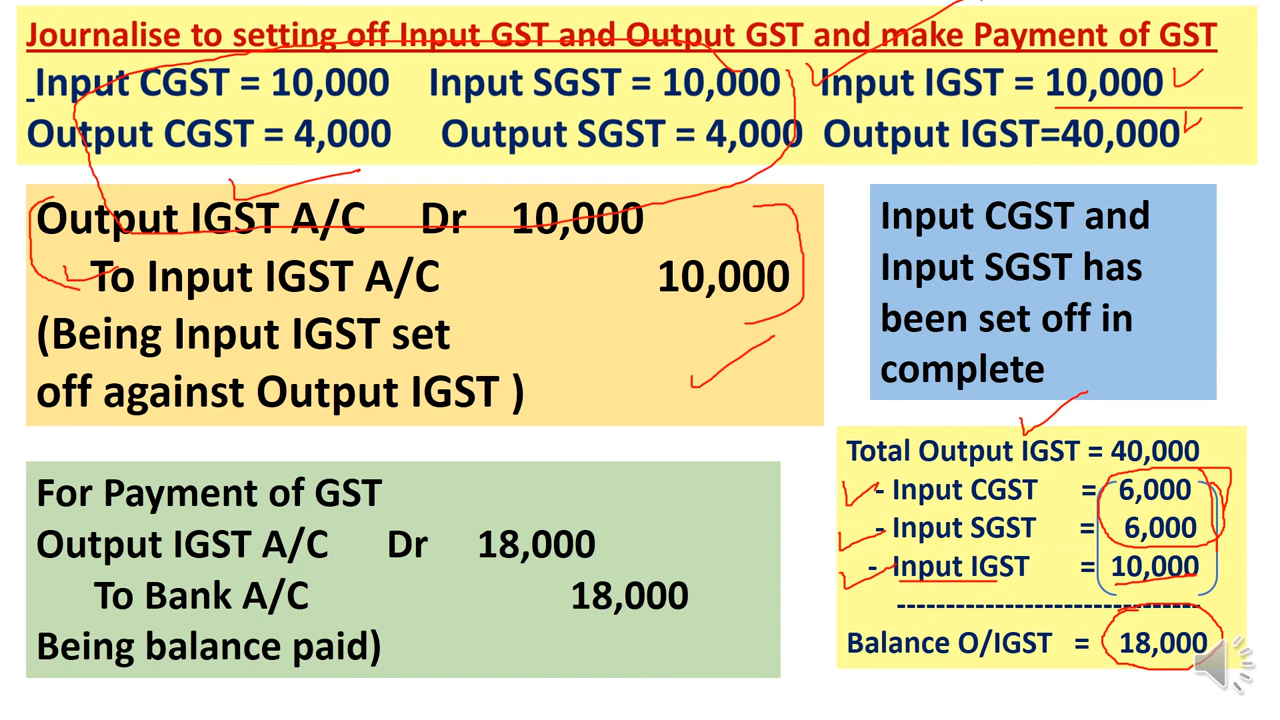 Journalise to setting off Input GST and Output GST and make Payment of GST
Input CGST = 10,000 Input SGST = 10,000 Input IGST = 10,000
Output CGST = 4,000 Output SGST = 4,000 Output IGST=40,000
Output IGST A/C Dr 10,000
To Input IGST A/C 10,000
(Being Input IGST set
off against Output IGST )
Input CGST and
Input SGST has
been set off in
complete
For Payment of GST
Output IGST A/C Dr 18,000
To Bank A/C 18,000
Being balance paid)
Total Output IGST = 40,000
- Input CGST = 6,000
- Input SGST = 6,000
- Input IGST = 10,000
---------------------------------
Balance O/IGST = 18,000